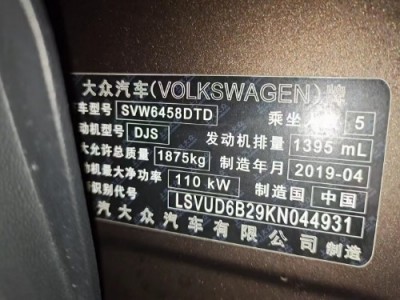 大众汽车(VOLKSWAGEN)牌
车型号 SVW6458DTD 乘坐人数 5
动机型号 DJS 发动机排量 1395 mL
大允许总质量 1875kg 制造年月 2019-04
机最大净功率 110 kW 制造国 中国
识别代号 LSVUD6B29KN044931
汽大众汽车有限公司制造